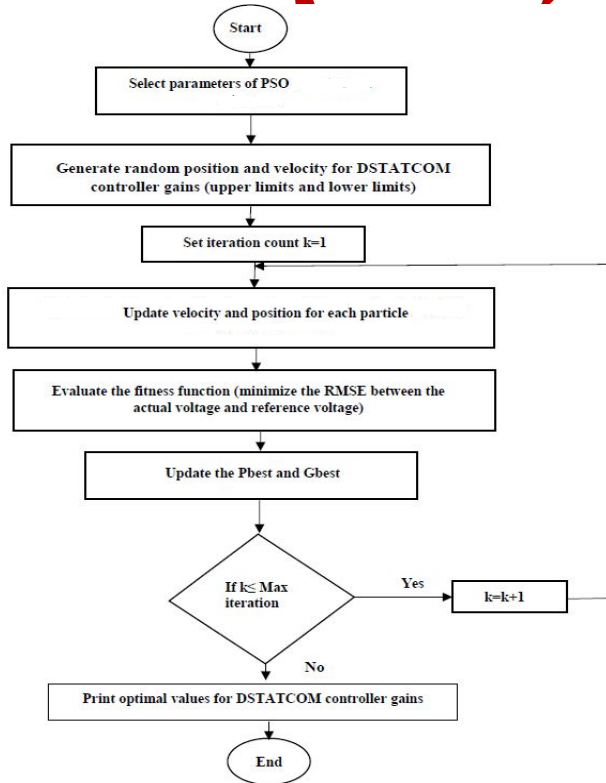 Start
Select parameters of PSO
Generate random position and velocity for DSTATCOM
controller gains (upper limits and lower limits)
Set iteration count k=1
Update velocity and position for each particle
Evaluate the fitness function (minimize the RMSE between the
actual voltage and reference voltage)
Update the Pbest and Gbest
If k≤ Max
iteration
Yes
k=k+1
No
Print optimal values for DSTATCOM controller gains
End